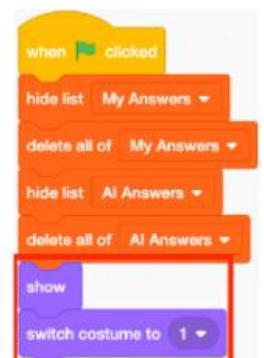 when clicked
hide list My Answers
delete all of My Answers
hide list AI Answers
delete all of AI Answers
show
switch costume to 1